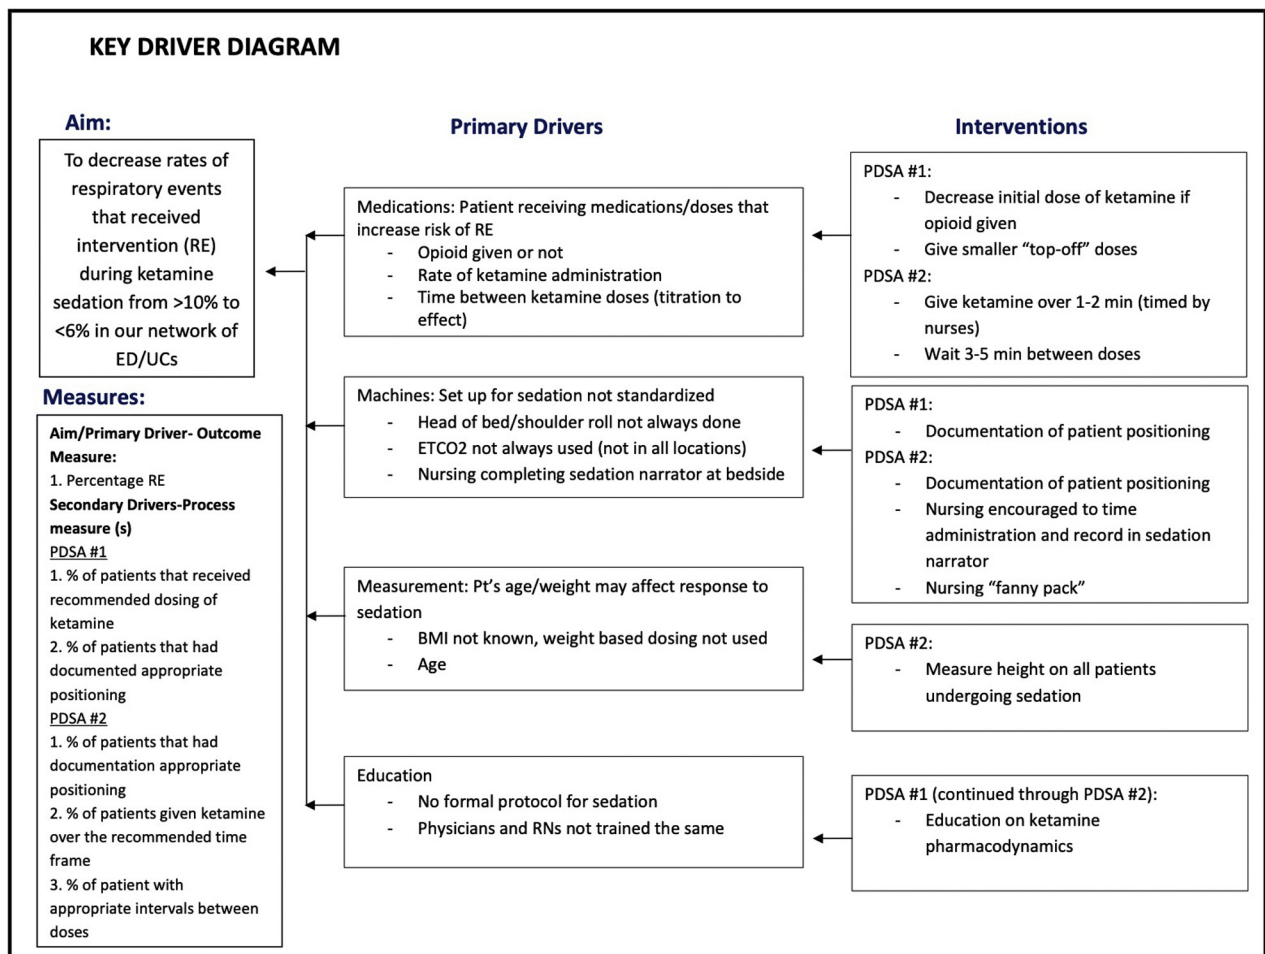 KEY DRIVER DIAGRAM
Aim:
To decrease rates of
respiratory events
that received
intervention (RE)
during ketamine
sedation from >10% to
<6% in our network of
ED/UCs
Measures:
Aim/Primary Driver- Outcome
Measure:
1. Percentage RE
Secondary Drivers-Process
measure (s)
PDSA #1
1. % of patients that received
recommended dosing of
ketamine
2. % of patients that had
documented appropriate
positioning
PDSA #2
1. % of patients that had
documentation appropriate
positioning
2. % of patients given ketamine
over the recommended time
frame
3. % of patient with
appropriate intervals between
doses
Primary Drivers
Medications: Patient receiving medications/doses that
increase risk of RE
- Opioid given or not
- Rate of ketamine administration
- Time between ketamine doses (titration to
effect)
Machines: Set up for sedation not standardized
- Head of bed/shoulder roll not always done
- ETCO2 not always used (not in all locations)
- Nursing completing sedation narrator at bedside
Measurement: Pt's age/weight may affect response to
sedation
- BMI not known, weight based dosing not used
- Age
Education
- No formal protocol for sedation
- Physicians and RNs not trained the same
Interventions
PDSA #1:
- Decrease initial dose of ketamine if
opioid given
- Give smaller “top-off” doses
PDSA #2:
- Give ketamine over 1-2 min (timed by
nurses)
- Wait 3-5 min between doses
PDSA #1:
- Documentation of patient positioning
PDSA #2:
- Documentation of patient positioning
- Nursing encouraged to time
administration and record in sedation
narrator
- Nursing “fanny pack”
PDSA #2:
- Measure height on all patients
undergoing sedation
PDSA #1 (continued through PDSA #2):
- Education on ketamine
pharmacodynamics